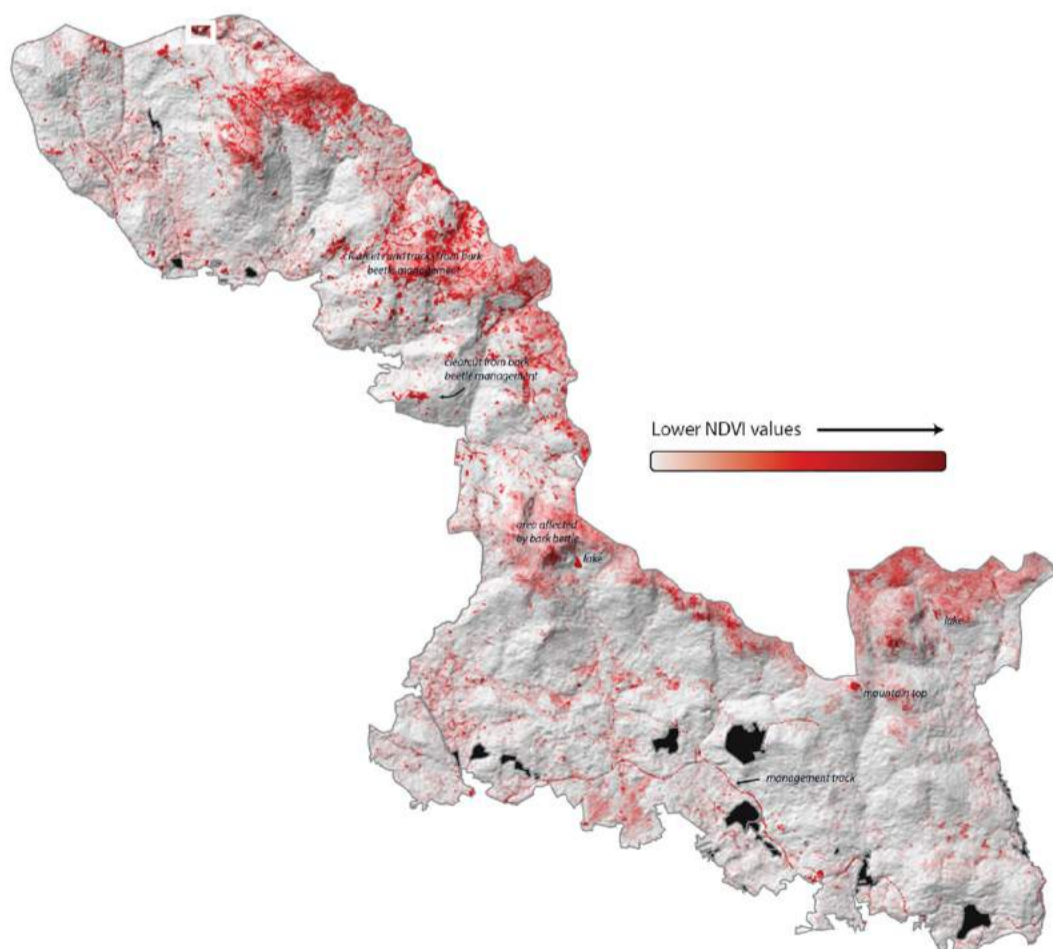 clearcut and tracks from bark
beetle management
clearcut from bark
beetle management
Lower NDVI values
area affected
by bark bettle
lake
lake
mountain top
management track